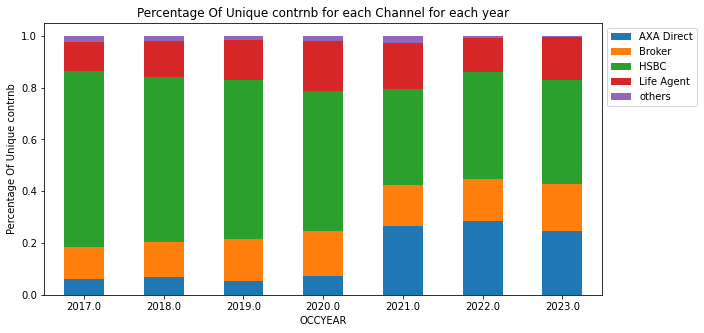 Percentage Of Unique contrnb for each Channel for each year
Percentage Of Unique contrnb
1.0
0.8
0.6
0.4
0.2
0.0
2017.0 2018.0 2019.0 2020.0 2021.0 2022.0 2023.0
OCCYEAR
AXA Direct
Broker
HSBC
Life Agent
others